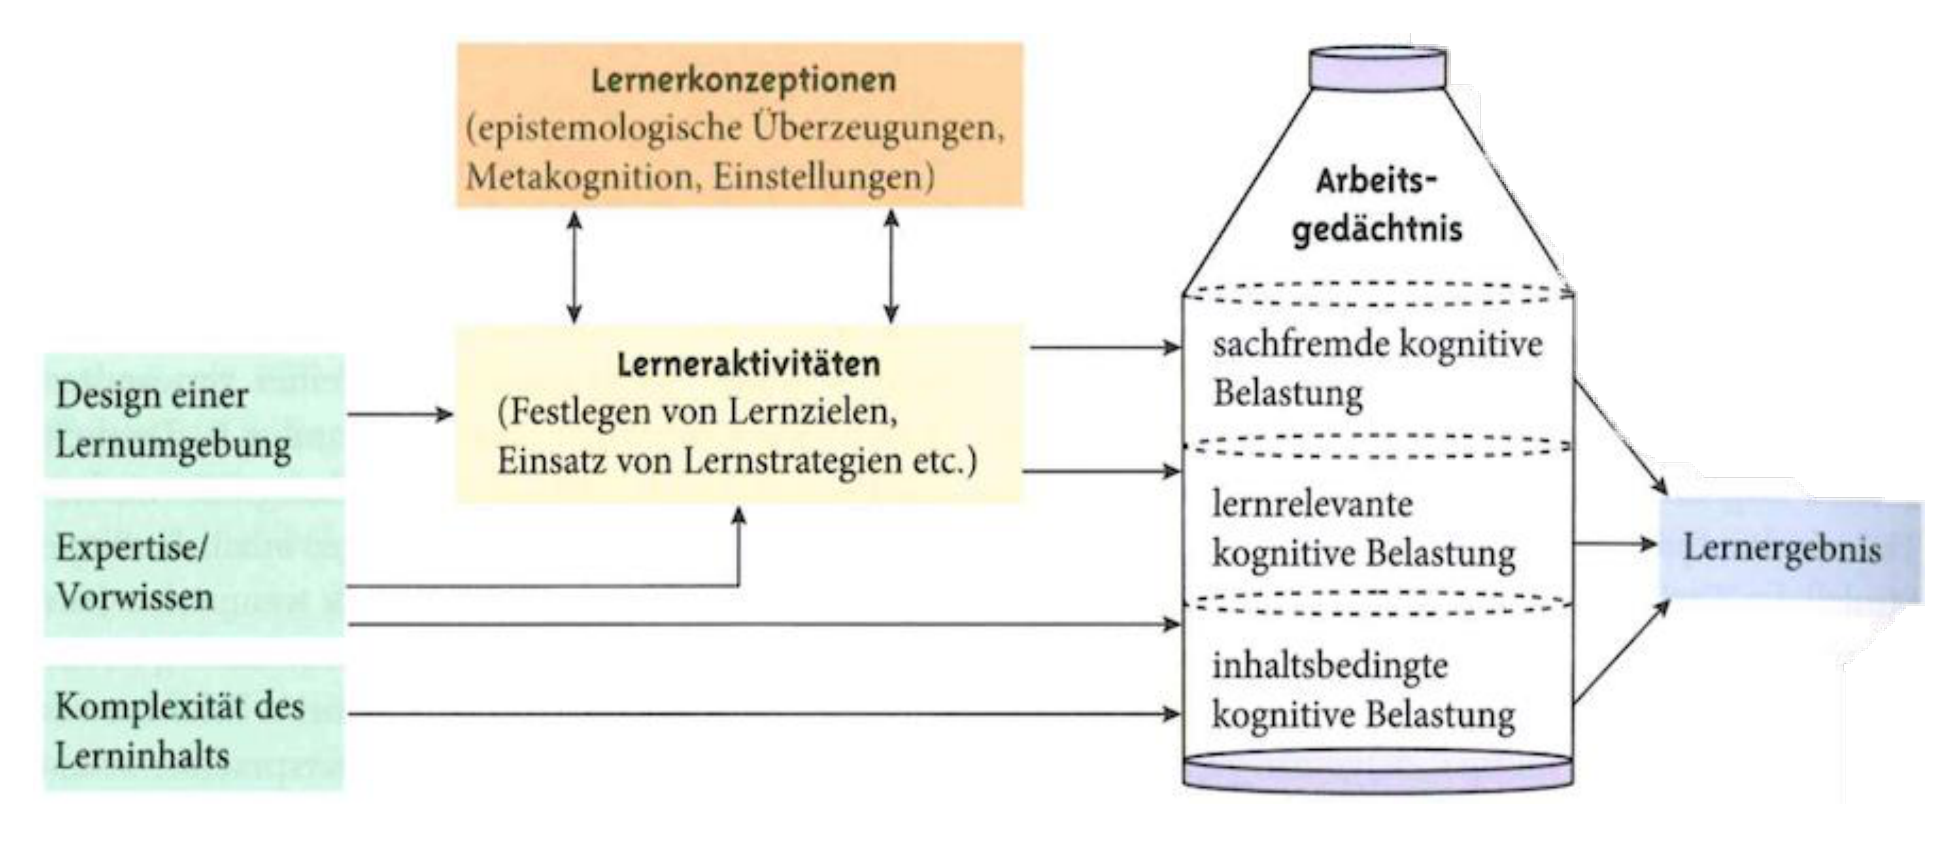 Lernerkonzeptionen
(epistemologische Überzeugungen,
Metakognition, Einstellungen)
Design einer
Lernumgebung
Expertise/
Vorwissen
Komplexität des
Lerninhalts
Lerneraktivitäten
(Festlegen von Lernzielen,
Einsatz von Lernstrategien etc.)
Arbeits-
gedächtnis
sachfremde kognitive
Belastung
lernrelevante
kognitive Belastung
inhaltsbedingte
kognitive Belastung
Lernergebnis